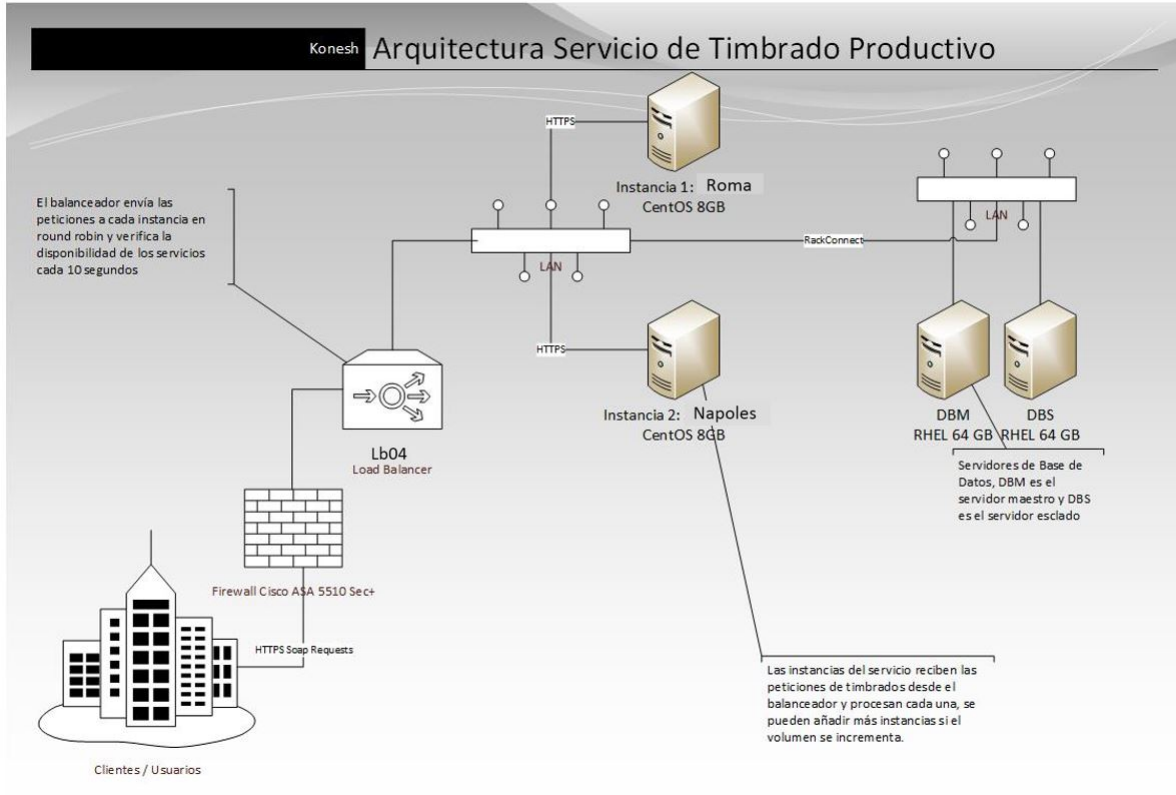 Konesh Arquitectura Servicio de Timbrado Productivo
HTTPS
Instancia 1: Roma
CentOS 8GB
El balanceador envía las
peticiones a cada instancia en
round robin y verifica la
disponibilidad de los servicios
cada 10 segundos
LAN
RackConnect
LAN
HTTPS
Instancia 2: Napoles
CentOS 8GB
DBM
RHEL 64 GB
DBS
RHEL 64 GB
Lb04
Load Balancer
Servidores de Base de
Datos, DBM es el
servidor maestro y DBS
es el servidor esclado
Firewall Cisco ASA 5510 Sec+
HTTPS Soap Requests
Las instancias del servicio reciben las
peticiones de timbrados desde el
balanceador y procesan cada una, se
pueden añadir más instancias si el
volumen se incrementa.
Clientes / Usuarios